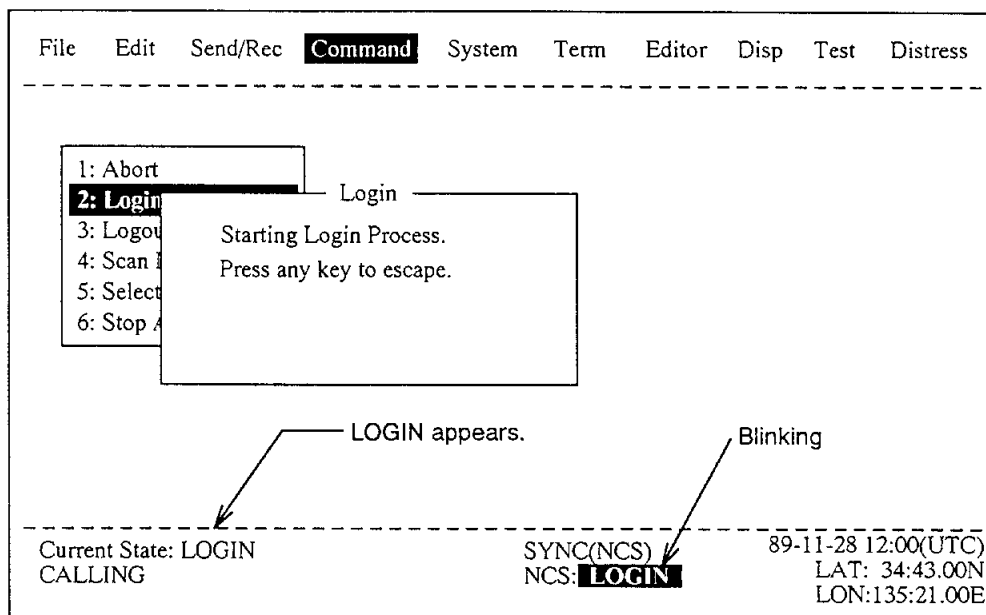 File Edit Send/Rec Command System Term Editor Disp Test Distress
1: Abort
2: Login
3: Logou
4: Scan
5: Select
6: Stop
Login
Starting Login Process.
Press any key to escape.
LOGIN appears.
Blinking
Current State: LOGIN
CALLING
SYNC(NCS)
NCS: LOGIN
89-11-28 12:00(UTC)
LAT: 34:43.00N
LON:135:21.00E